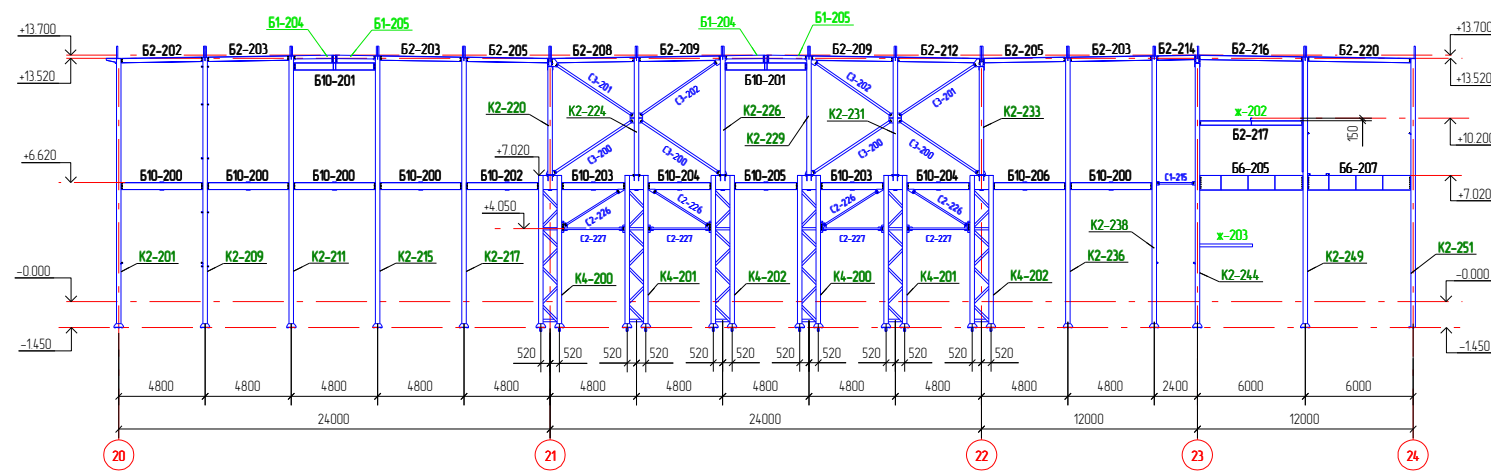 Б1-204 Б1-205 Б1-204 Б1-205
+13.700 Б2-202 Б2-203 Б2-203 Б2-205 Б2-208 Б2-209 Б2-209 Б2-212 Б2-205 Б2-203 Б2-214 Б2-216 Б2-220 +13.700
+13.520 Б10-201 Б10-201 +13.520
С3-201 С3-202 С3-202 С3-201
К2-220 К2-224 К2-226 К2-231 К2-233 ж-202
К2-229 Б2-217 150 +10.200
С3-200 С3-200 С3-200 С3-200
+6.620 +7.020
Б10-200 Б10-200 Б10-200 Б10-200 Б10-202 Б10-203 Б10-204 Б10-205 Б10-203 Б10-204 Б10-206 Б10-200 С1-215 Б6-205 Б6-207 +7.020
+4.050 С2-226 С2-226 С2-226 С2-226
С2-227 С2-227 С2-227 С2-227 К2-238 ж-203
К2-201 К2-209 К2-211 К2-215 К2-217 К2-236 К2-249 К2-251
-0.000 К4-200 К4-201 К4-202 К4-200 К4-201 К4-202 К2-244 -0.000
-1.450 -1.450
520 520 520 520 520 520 520 520 520 520 520 520
4800 4800 4800 4800 4800 4800 4800 4800 4800 4800 4800 4800 2400 6000 6000
24000 24000 12000 12000
20 21 22 23 24